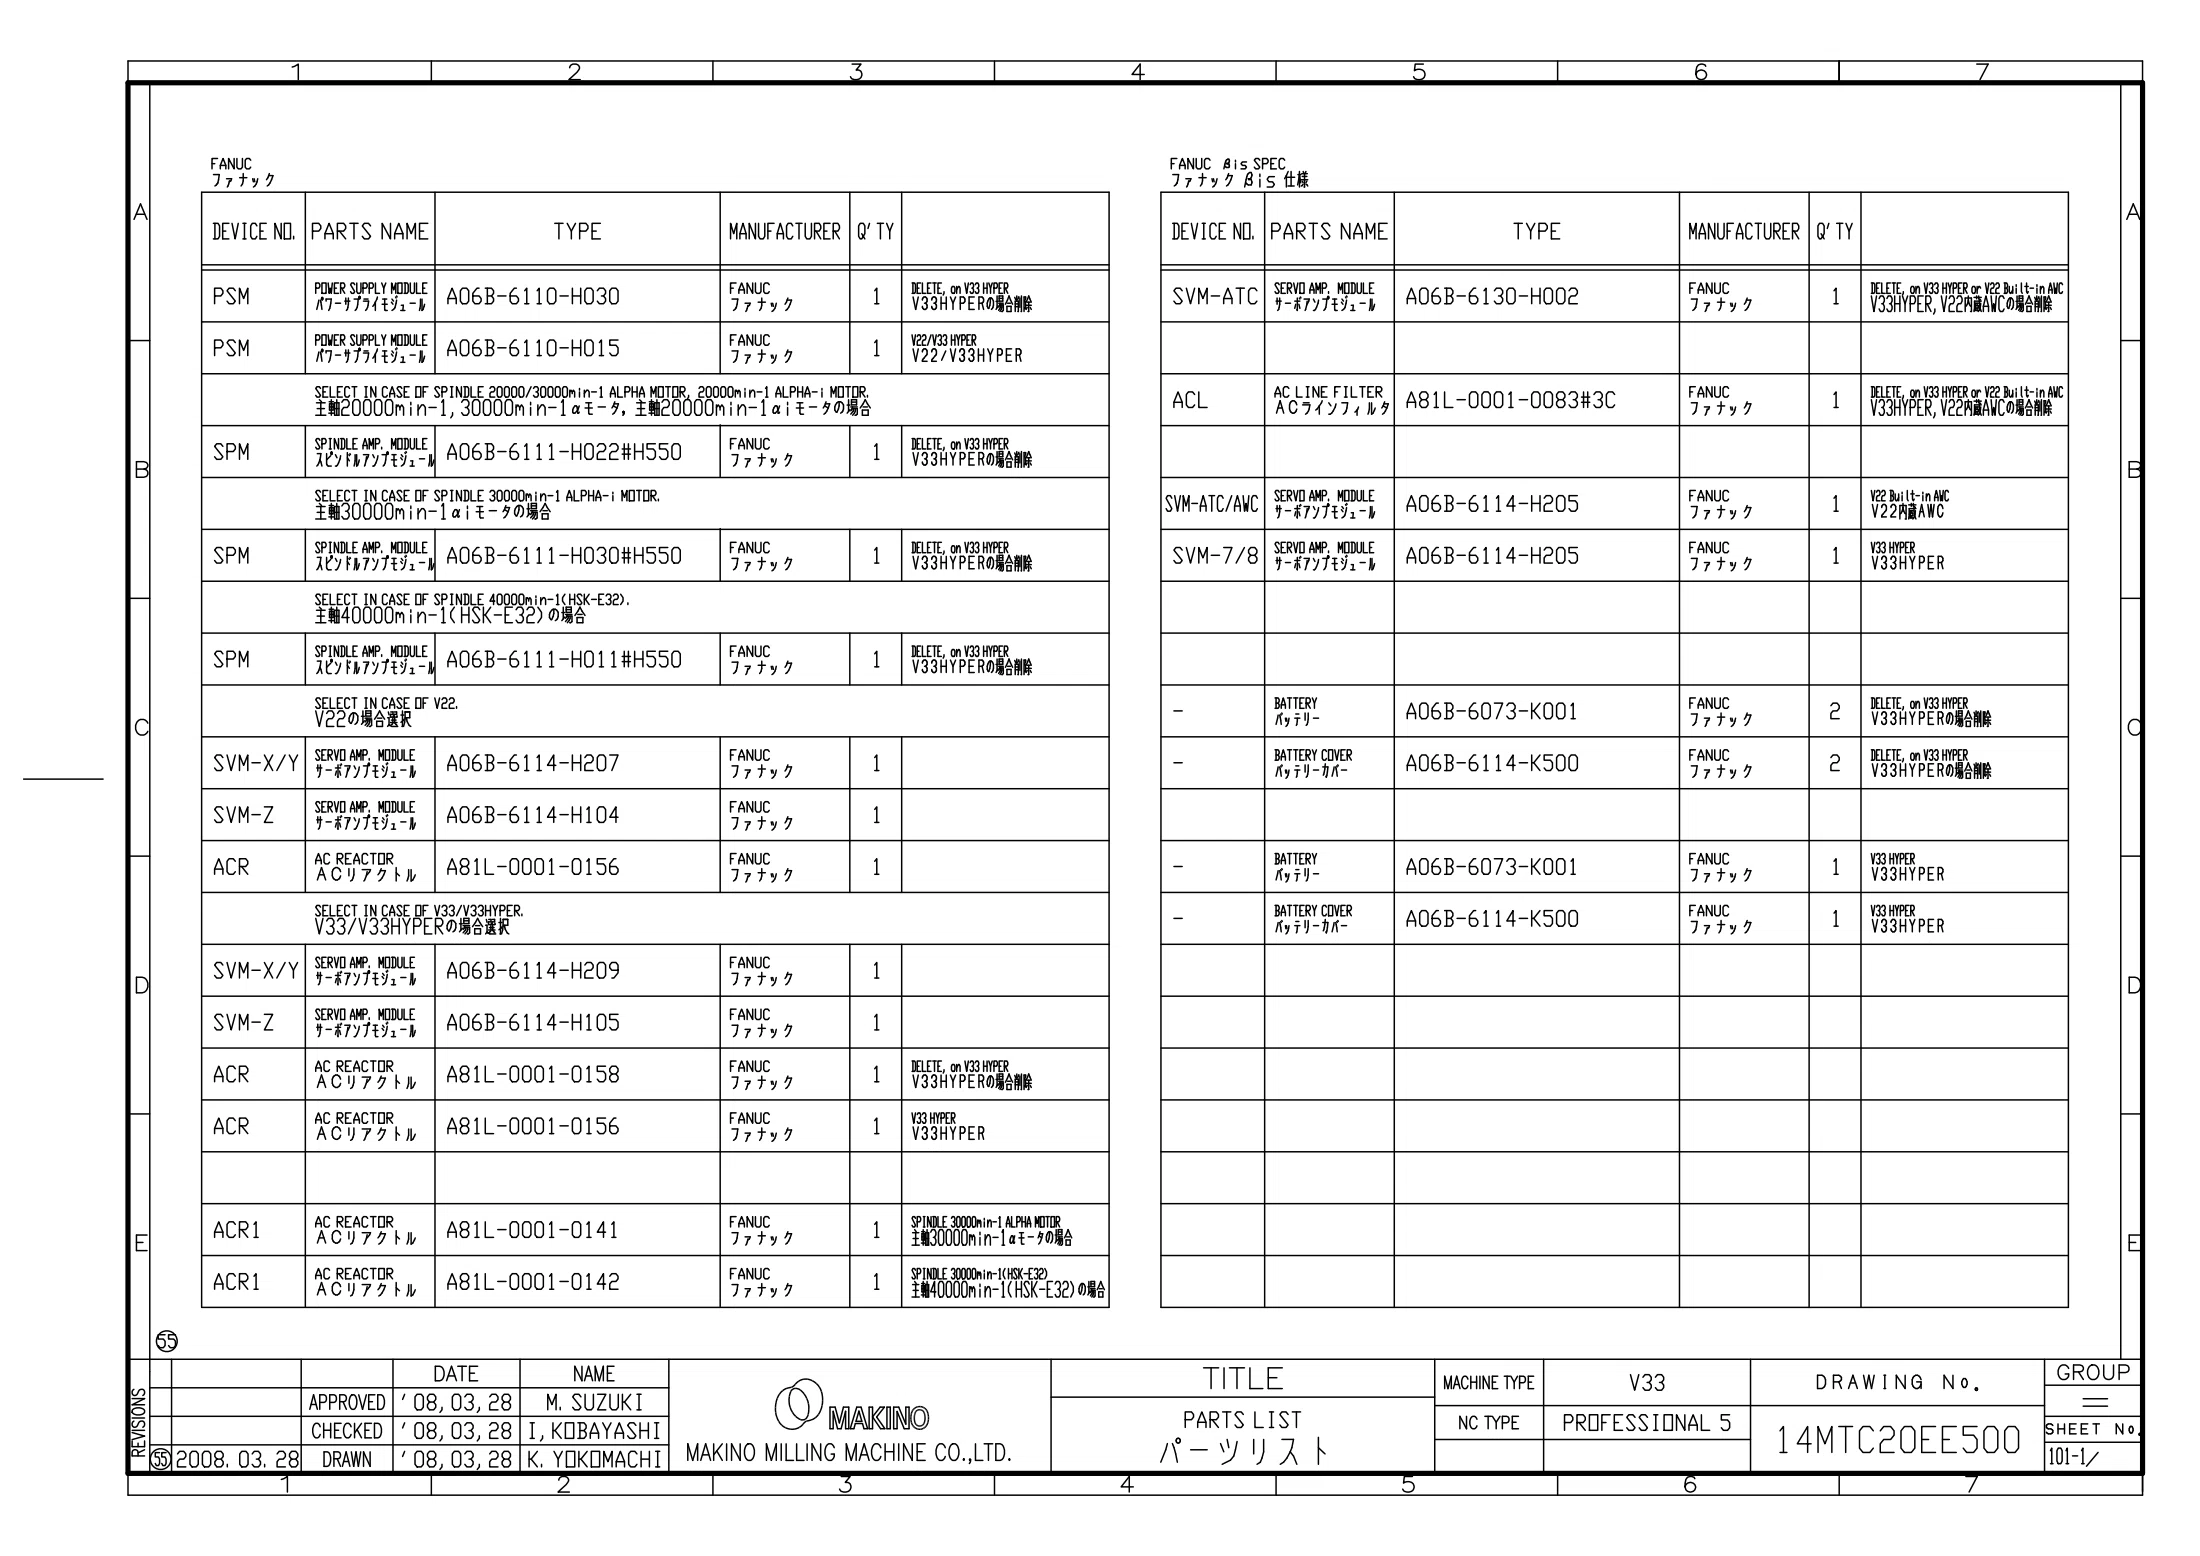 1 2 3 4 5 6 7
FANUC
ファナック
DEVICE NO. PARTS NAME TYPE MANUFACTURER Q'TY
PSM POWER SUPPLY MODULE A06B-6110-H030 FANUC 1 DELETE, on V33 HYPER
パワーサプライモジュール ファナック V33HYPERの場合削除
PSM POWER SUPPLY MODULE A06B-6110-H015 FANUC 1 V22/V33 HYPER
パワーサプライモジュール ファナック V22/V33HYPER
SELECT IN CASE OF SPINDLE 20000/30000min-1 ALPHA MOTOR, 20000min-1 ALPHA-i MOTOR.
主軸20000min-1, 30000min-1αモータ, 主軸20000min-1αiモータの場合
SPM SPINDLE AMP. MODULE A06B-6111-H022#H550 FANUC 1 DELETE, on V33 HYPER
スピンドルアンプモジュール ファナック V33HYPERの場合削除
SELECT IN CASE OF SPINDLE 30000min-1 ALPHA-i MOTOR.
主軸30000min-1αiモータの場合
SPM SPINDLE AMP. MODULE A06B-6111-H030#H550 FANUC 1 DELETE, on V33 HYPER
スピンドルアンプモジュール ファナック V33HYPERの場合削除
SELECT IN CASE OF SPINDLE 40000min-1(HSK-E32).
主軸40000min-1(HSK-E32)の場合
SPM SPINDLE AMP. MODULE A06B-6111-H011#H550 FANUC 1 DELETE, on V33 HYPER
スピンドルアンプモジュール ファナック V33HYPERの場合削除
SELECT IN CASE OF V22.
V22の場合選択
SVM-X/Y SERVO AMP. MODULE A06B-6114-H207 FANUC 1
サーボアンプモジュール ファナック
SVM-Z SERVO AMP. MODULE A06B-6114-H104 FANUC 1
サーボアンプモジュール ファナック
ACR AC REACTOR A81L-0001-0156 FANUC 1
ACリアクトル ファナック
SELECT IN CASE OF V33/V33HYPER.
V33/V33HYPERの場合選択
SVM-X/Y SERVO AMP. MODULE A06B-6114-H209 FANUC 1
サーボアンプモジュール ファナック
SVM-Z SERVO AMP. MODULE A06B-6114-H105 FANUC 1
サーボアンプモジュール ファナック
ACR AC REACTOR A81L-0001-0158 FANUC 1 DELETE, on V33 HYPER
ACリアクトル ファナック V33HYPERの場合削除
ACR AC REACTOR A81L-0001-0156 FANUC 1 V33 HYPER
ACリアクトル ファナック V33HYPER
ACR1 AC REACTOR A81L-0001-0141 FANUC 1 SPINDLE 30000min-1 ALPHA MOTOR
ACリアクトル ファナック 主軸30000min-1αモータの場合
ACR1 AC REACTOR A81L-0001-0142 FANUC 1 SPINDLE 30000min-1(HSK-E32)
ACリアクトル ファナック 主軸40000min-1(HSK-E32)の場合
FANUC βis SPEC
ファナック βis 仕様
DEVICE NO. PARTS NAME TYPE MANUFACTURER Q'TY
SVM-ATC SERVO AMP. MODULE A06B-6130-H002 FANUC 1 DELETE, on V33 HYPER or V22 Built-in AWC
サーボアンプモジュール ファナック V33HYPER, V22内蔵AWCの場合削除
ACL AC LINE FILTER A81L-0001-0083#3C FANUC 1 DELETE, on V33 HYPER or V22 Built-in AWC
ACラインフィルタ ファナック V33HYPER, V22内蔵AWCの場合削除
SVM-ATC/AWC SERVO AMP. MODULE A06B-6114-H205 FANUC 1 V22 Built-in AWC
サーボアンプモジュール ファナック V22内蔵AWC
SVM-7/8 SERVO AMP. MODULE A06B-6114-H205 FANUC 1 V33 HYPER
サーボアンプモジュール ファナック V33HYPER
- BATTERY A06B-6073-K001 FANUC 2 DELETE, on V33 HYPER
バッテリー ファナック V33HYPERの場合削除
- BATTERY COVER A06B-6114-K500 FANUC 2 DELETE, on V33 HYPER
バッテリーカバー ファナック V33HYPERの場合削除
- BATTERY A06B-6073-K001 FANUC 1 V33 HYPER
バッテリー ファナック V33HYPER
- BATTERY COVER A06B-6114-K500 FANUC 1 V33 HYPER
バッテリーカバー ファナック V33HYPER
A A
B B
C C
D D
E E
55
REVISIONS
DATE NAME
APPROVED '08,03,28 M. SUZUKI
CHECKED '08,03,28 I, KOBAYASHI
55 2008. 03. 28 DRAWN '08,03,28 K. YOKOMACHI
MAKINO
MAKINO MILLING MACHINE CO.,LTD.
TITLE
PARTS LIST
パーツリスト
MACHINE TYPE V33
NC TYPE PROFESSIONAL 5
DRAWING No.
14MTC20EE500
GROUP
=
SHEET No.
101-1/
1 2 3 4 5 6 7